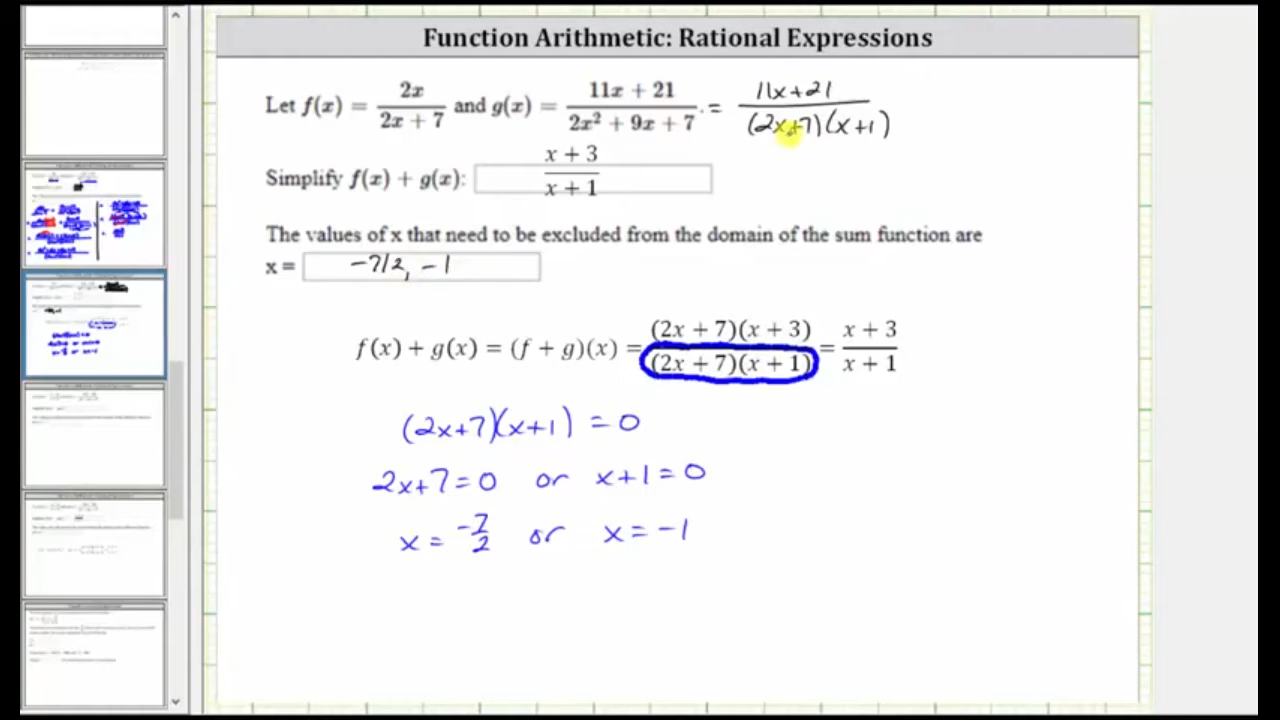 Function Arithmetic: Rational Expressions
Let f(x) = 2x / 2x + 7 and g(x) = 11x + 21 / 2x² + 9x + 7 . = 11x+21 / (2x+7)(x+1)
Simplify f(x) + g(x): x + 3 / x + 1
The values of x that need to be excluded from the domain of the sum function are
x = -7/2, -1
f(x) + g(x) = (f + g)(x) = (2x + 7)(x + 3) / (2x + 7)(x + 1) = x + 3 / x + 1
(2x+7)(x+1) = 0
2x+7=0 or x+1=0
x = -7/2 or x = -1